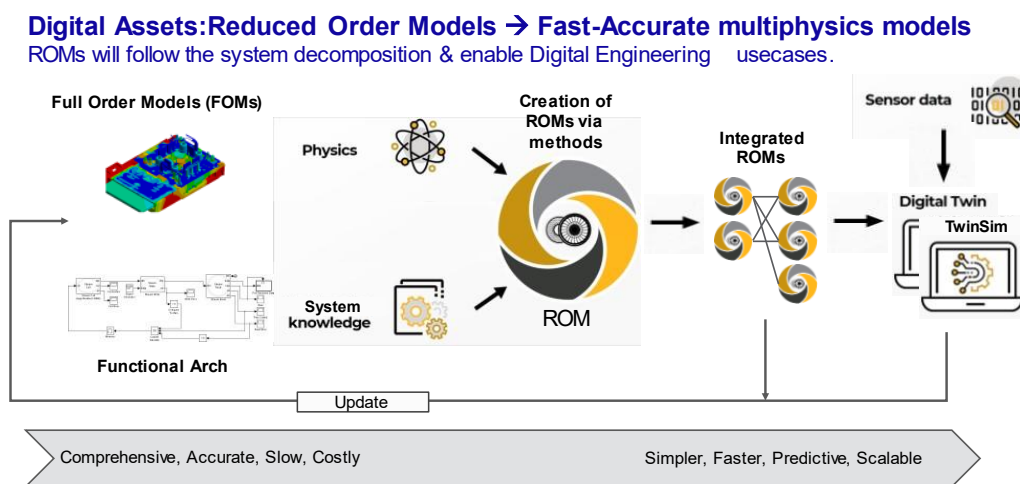 Digital Assets:Reduced Order Models → Fast-Accurate multiphysics models
ROMs will follow the system decomposition & enable Digital Engineering usecases.
Full Order Models (FOMs)
Physics
Creation of
ROMs via
methods
Integrated
ROMs
Sensor data
Digital Twin
TwinSim
System
knowledge
ROM
Functional Arch
Update
Comprehensive, Accurate, Slow, Costly
Simpler, Faster, Predictive, Scalable